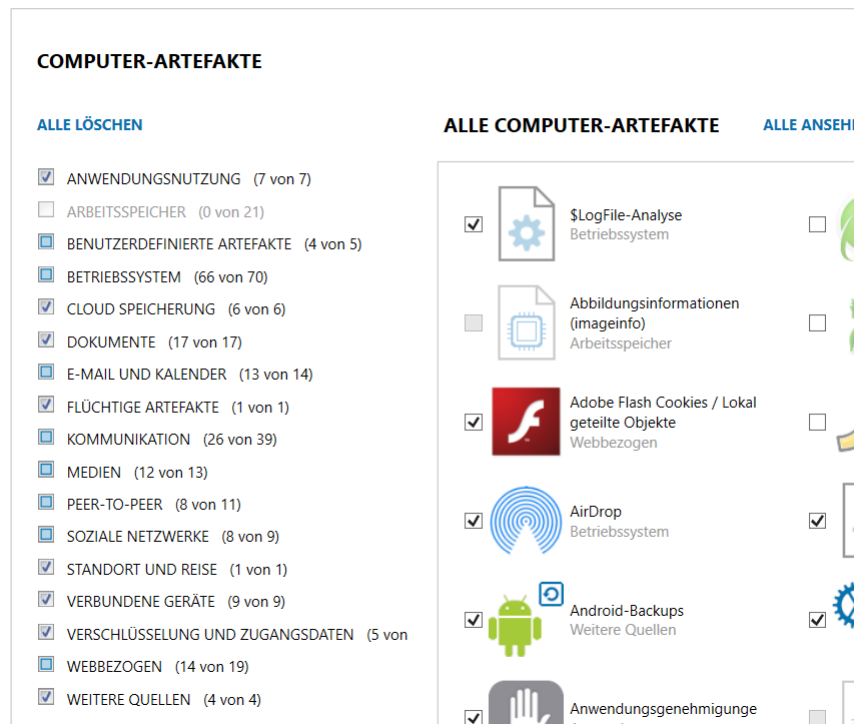 COMPUTER-ARTEFAKTE
ALLE LÖSCHEN
ANWENDUNGSNUTZUNG (7 von 7)
ARBEITSSPEICHER (0 von 21)
BENUTZERDEFINIERTE ARTEFAKTE (4 von 5)
BETRIEBSSYSTEM (66 von 70)
CLOUD SPEICHERUNG (6 von 6)
DOKUMENTE (17 von 17)
E-MAIL UND KALENDER (13 von 14)
FLÜCHTIGE ARTEFAKTE (1 von 1)
KOMMUNIKATION (26 von 39)
MEDIEN (12 von 13)
PEER-TO-PEER (8 von 11)
SOZIALE NETZWERKE (8 von 9)
STANDORT UND REISE (1 von 1)
VERBUNDENE GERÄTE (9 von 9)
VERSCHLÜSSELUNG UND ZUGANGSDATEN (5 von
WEBBEZOGEN (14 von 19)
WEITERE QUELLEN (4 von 4)
ALLE COMPUTER-ARTEFAKTE
ALLE ANSEH
$LogFile-Analyse
Betriebssystem
Abbildungsinformationen
(imageinfo)
Arbeitsspeicher
Adobe Flash Cookies / Lokal
geteilte Objekte
Webbezogen
AirDrop
Betriebssystem
Android-Backups
Weitere Quellen
Anwendungsgenehmigunge